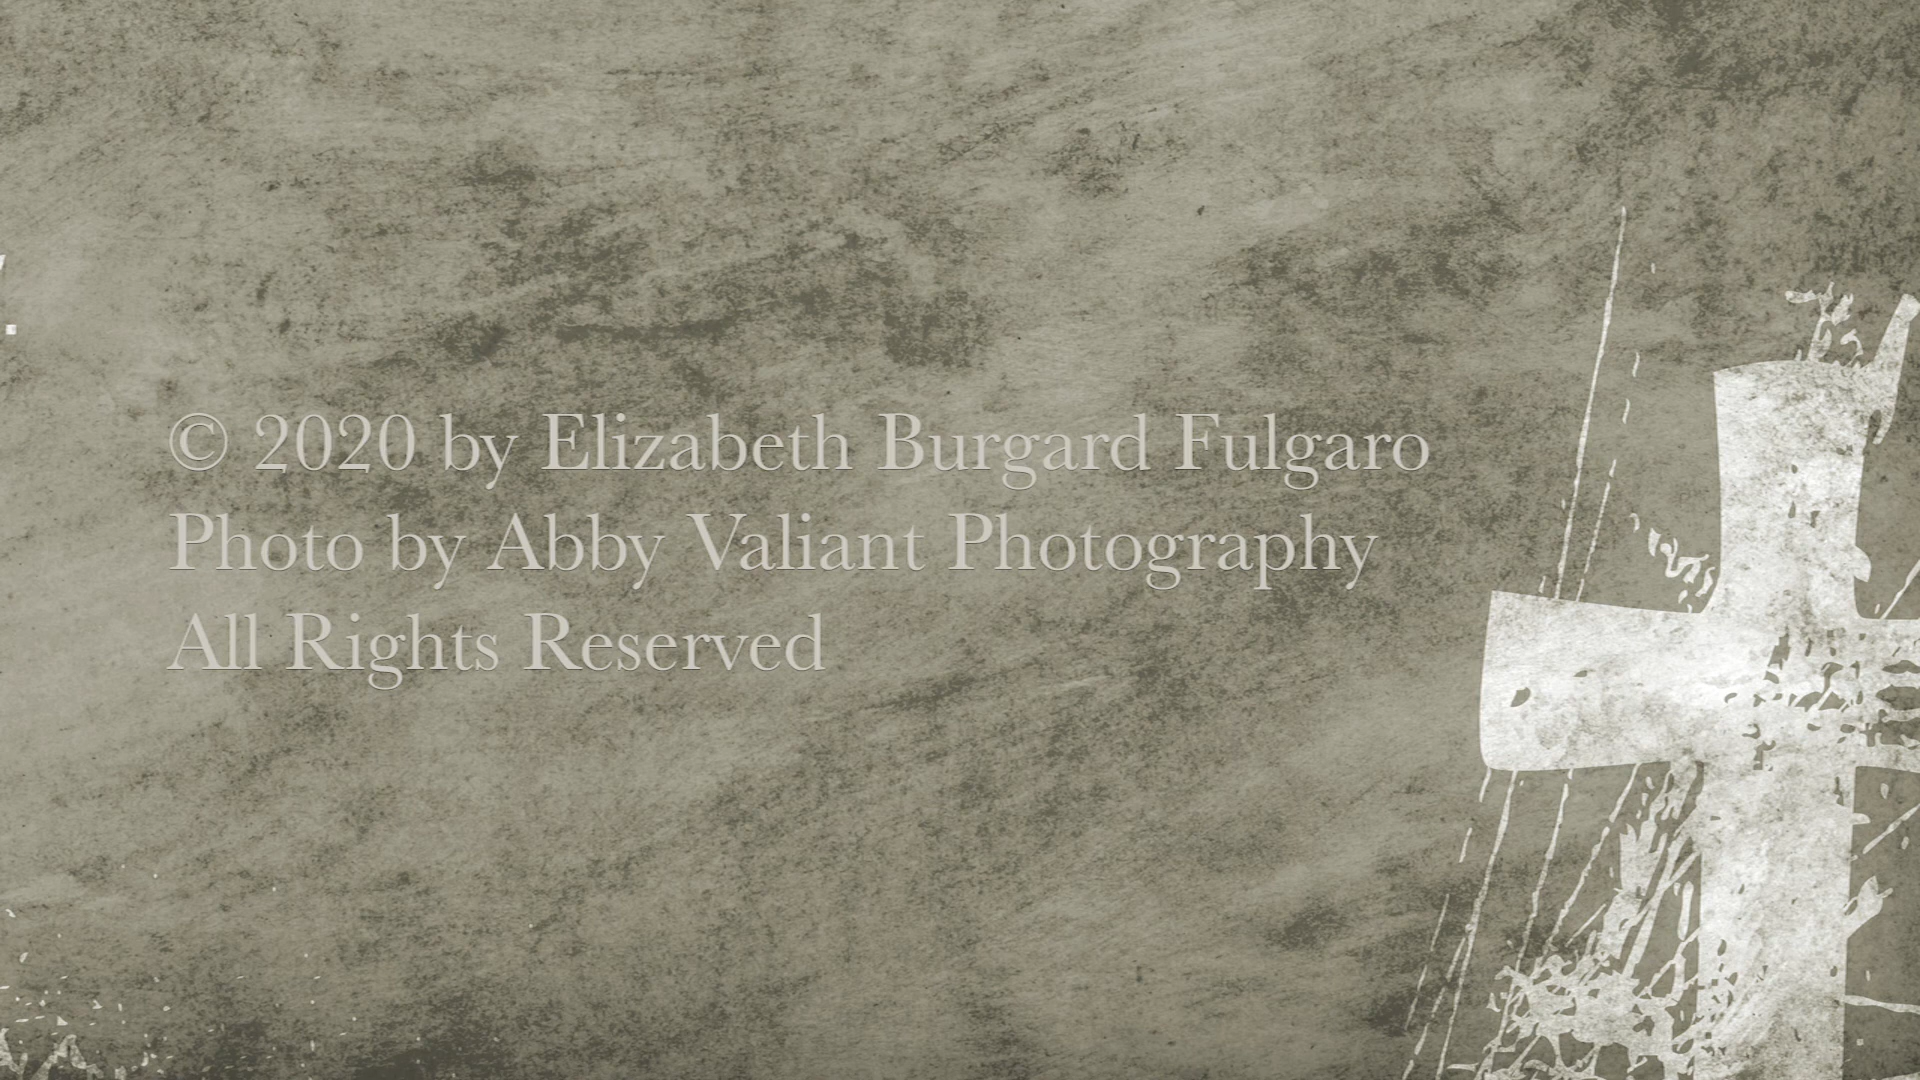 © 2020 by Elizabeth Burgard Fulgaro
Photo by Abby Valiant Photography
All Rights Reserved